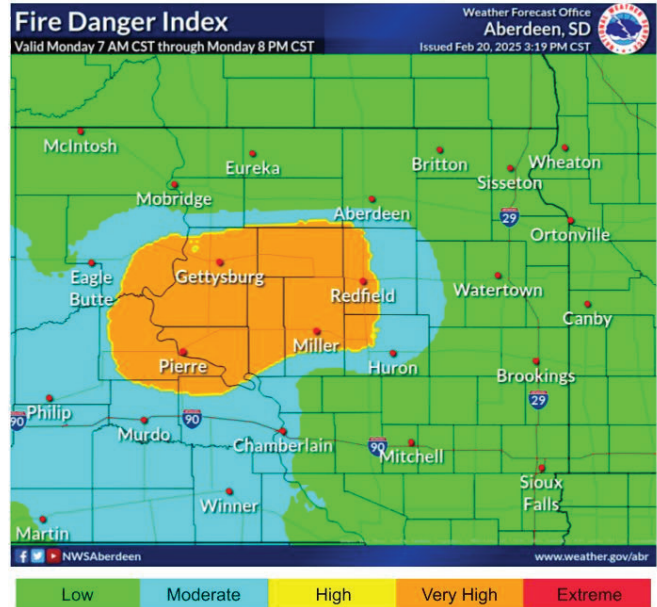 Fire Danger Index
Valid Monday 7 AM CST through Monday 8 PM CST
Weather Forecast Office
Aberdeen, SD
Issued Feb 20, 2025 3:19 PM CST
McIntosh
Eureka
Britton
Wheaton
Sisseton
Mobridge
Aberdeen
29
Ortonville
Eagle
Butte
Gettysburg
Redfield
Watertown
Canby
Miller
Pierre
Huron
Brookings
29
Philip
90
Murdo
90
Chamberlain
90
Mitchell
Sioux
Falls
Winner
Martin
NWSAberdeen
www.weather.gov/abr
Low Moderate High Very High Extreme